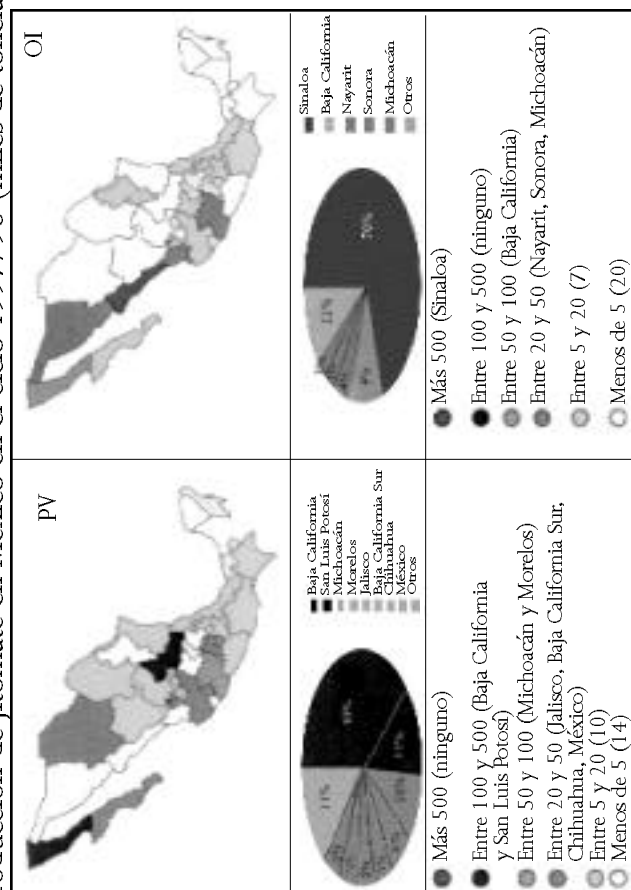 PV
Baja California
San Luis Potosí
Michoacán
Morelos
Jalisco
Baja California Sur
Chihuahua
México
Otros
11%
Más 500 (ninguno)
Entre 100 y 500 (Baja California
y San Luis Potosí)
Entre 50 y 100 (Michoacán y Morelos)
Entre 20 y 50 (Jalisco, Baja California Sur,
Chihuahua, México)
Entre 5 y 20 (10)
Menos de 5 (14)
OI
Sinaloa
Baja California
Nayarit
Sonora
Michoacán
Otros
70%
11%
Más 500 (Sinaloa)
Entre 100 y 500 (ninguno)
Entre 50 y 100 (Baja California)
Entre 20 y 50 (Nayarit, Sonora, Michoacán)
Entre 5 y 20 (7)
Menos de 5 (20)